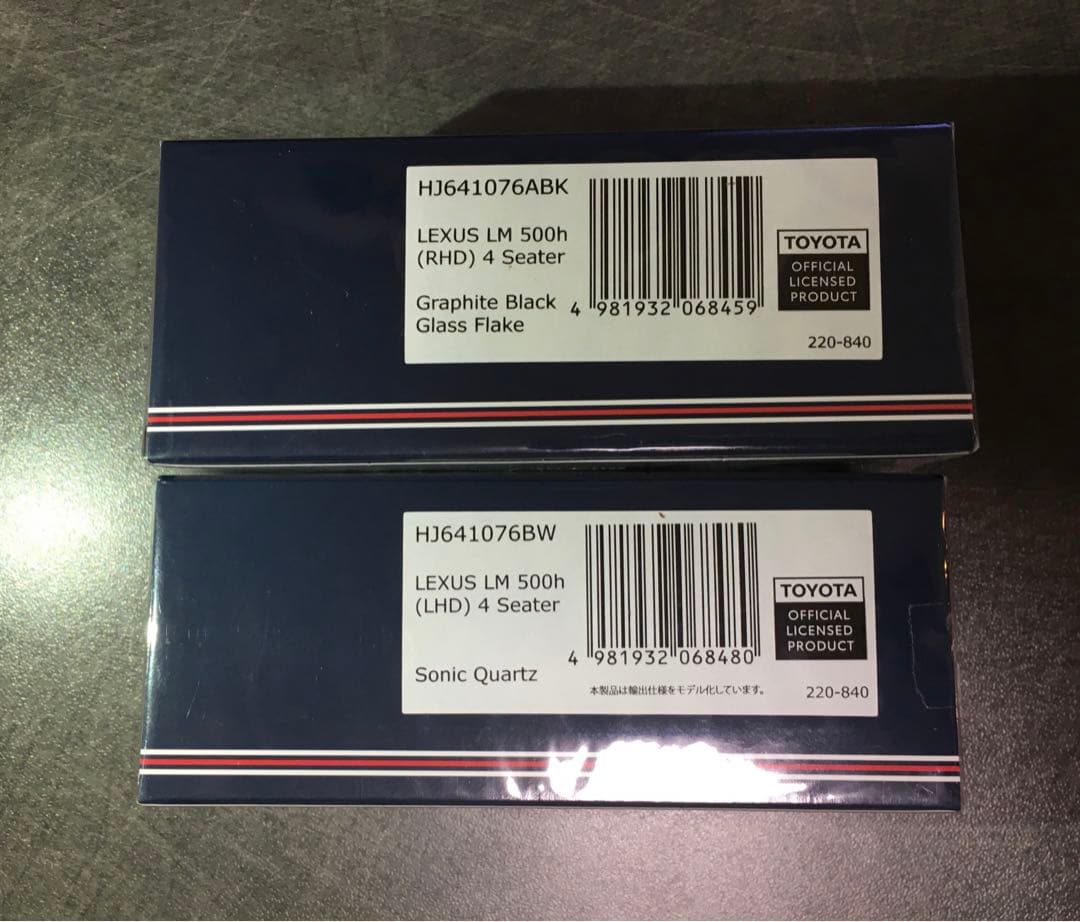 HJ641076ABK
LEXUS LM 500h
(RHD) 4 Seater
Graphite Black
Glass Flake
4 981932 068459
TOYOTA
OFFICIAL
LICENSED
PRODUCT
220-840
HJ641076BW
LEXUS LM 500h
(LHD) 4 Seater
Sonic Quartz
4 981932 068480
本製品は輸出仕様をモデル化しています。
TOYOTA
OFFICIAL
LICENSED
PRODUCT
220-840